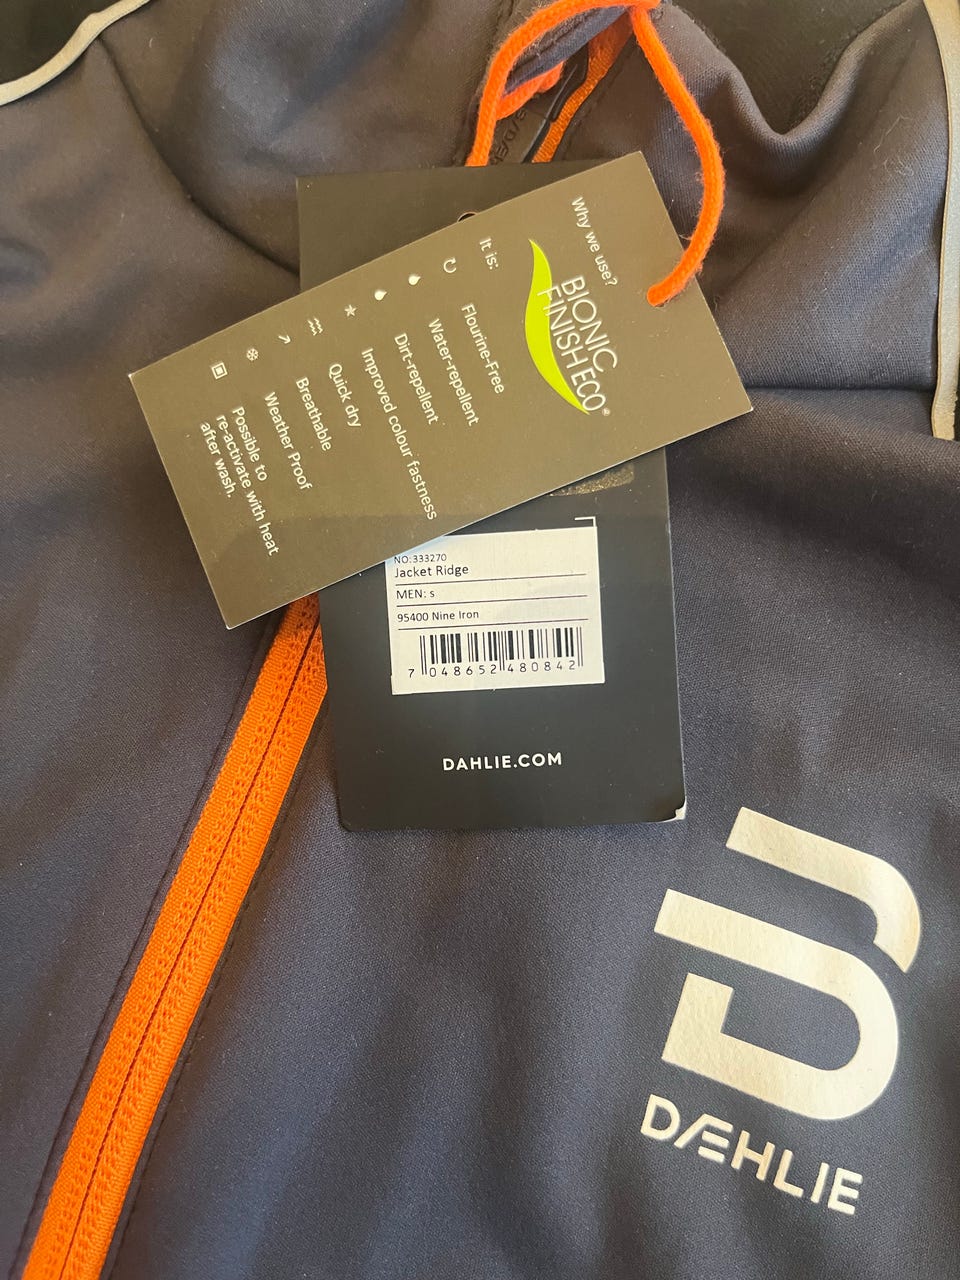 Why we use?
BIONIC
FINISH ECO®
It is:
Flourine-Free
Water-repellent
Dirt-repellent
Improved colour fastness
Quick dry
Breathable
Weather Proof
Possible to
re-activate with heat
after wash.
NO:333270
Jacket Ridge
MEN: s
95400 Nine Iron
7 048652 480842
DAHLIE.COM
DÆHLIE